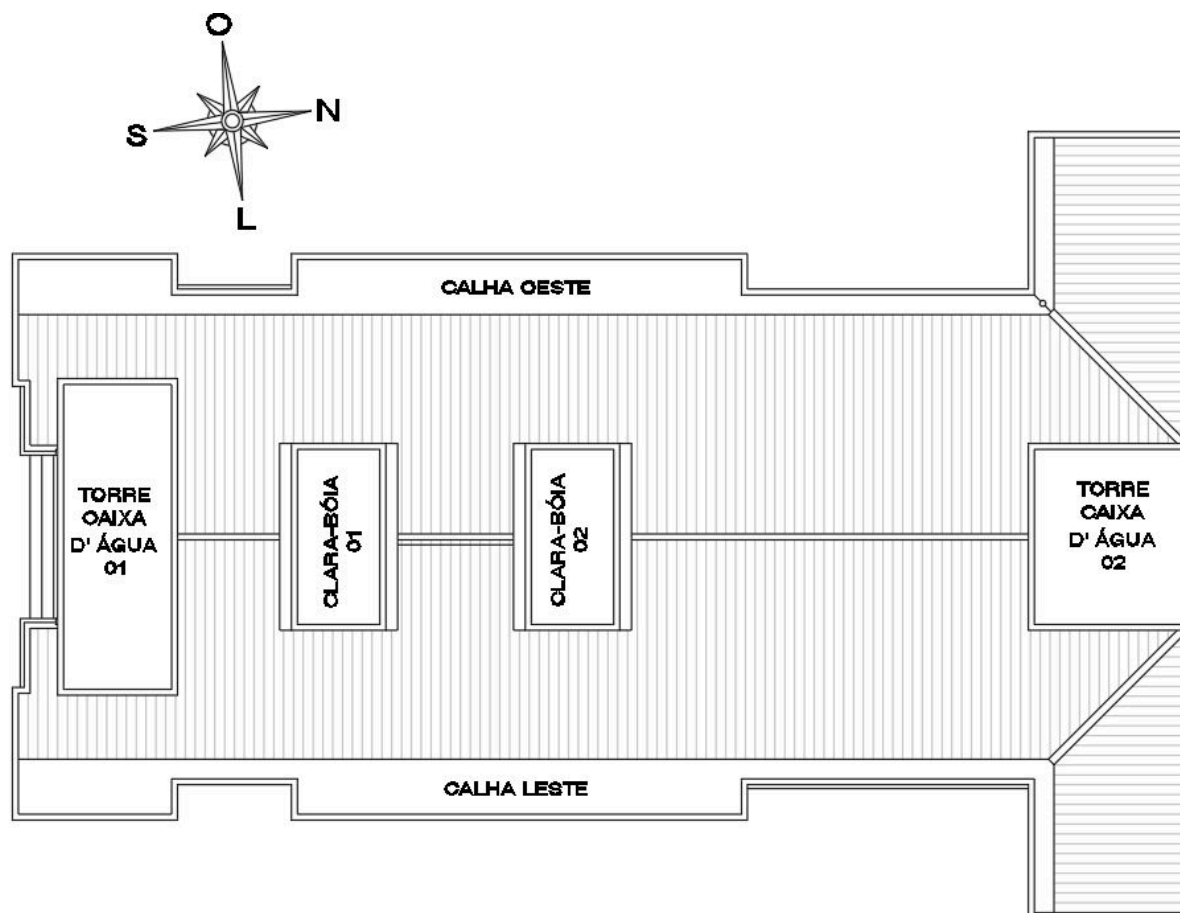 O
N
S
L
CALHA OESTE
TORRE
CAIXA
D' ÁGUA
01
CLARA-BÓIA
01
CLARA-BÓIA
02
TORRE
CAIXA
D' ÁGUA
02
CALHA LESTE